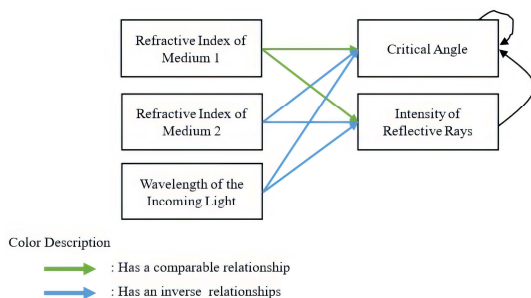 Refractive Index of
Medium 1
Critical Angle
Refractive Index of
Medium 2
Intensity of
Reflective Rays
Wavelength of the
Incoming Light
Color Description
: Has a comparable relationship
: Has an inverse relationships